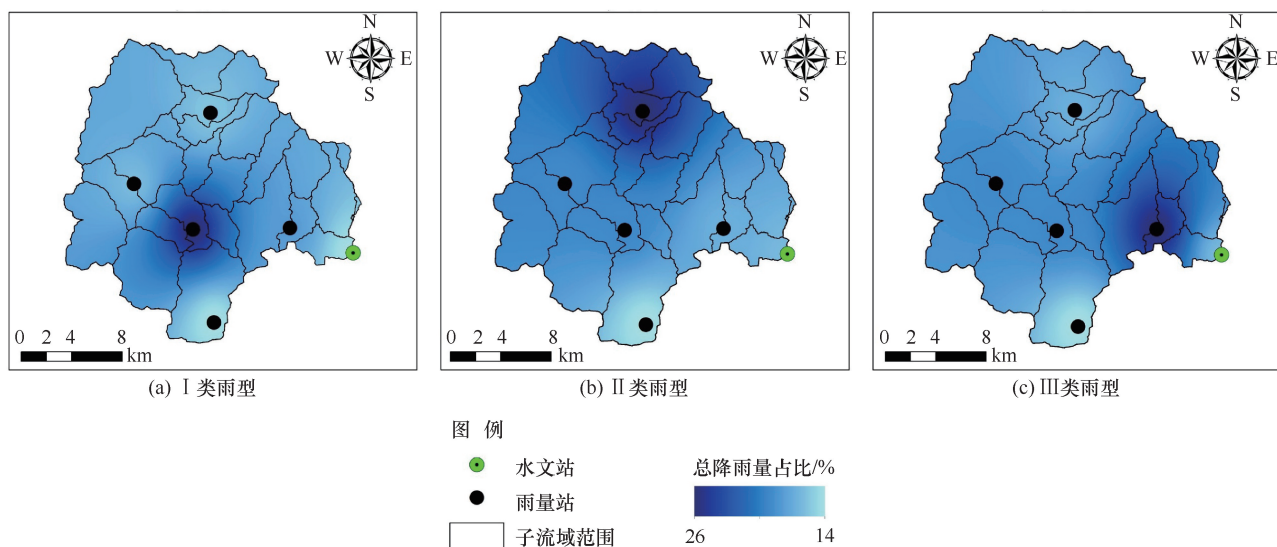 N
W E
S
0 2 4 8
km
(a) Ⅰ类雨型
N
W E
S
0 2 4 8
km
(b) Ⅱ类雨型
N
W E
S
0 2 4 8
km
(c) Ⅲ类雨型
图 例
水文站
雨量站
子流域范围
总降雨量占比/%
26 14